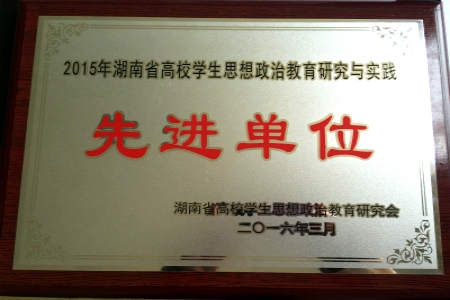 2015年湖南省高校学生思想政治教育研究与实践
先进单位
湖南省高校学生思想政治教育研究会
二〇一六年三月